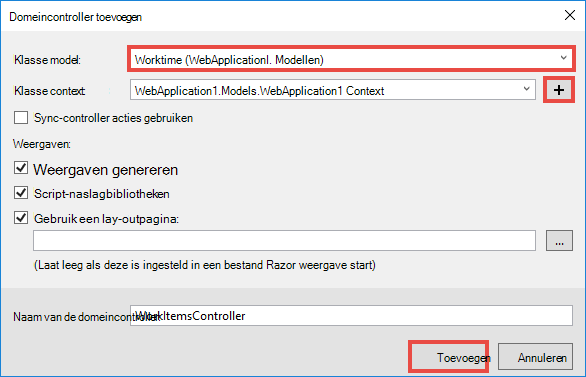 Domeincontroller toevoegen
Klasse model: Worktime (WebApplicationl. Modellen)
Klasse context: WebApplication1.Models.WebApplication1 Context +
Sync-controller acties gebruiken
Weergaven:
Weergaven genereren
Script-naslagbibliotheken
Gebruik een lay-outpagina:
...
(Laat leeg als deze is ingesteld in een bestand Razor weergave start)
Naam van de domeincontroller: WorkItemsController
Toevoegen Annuleren